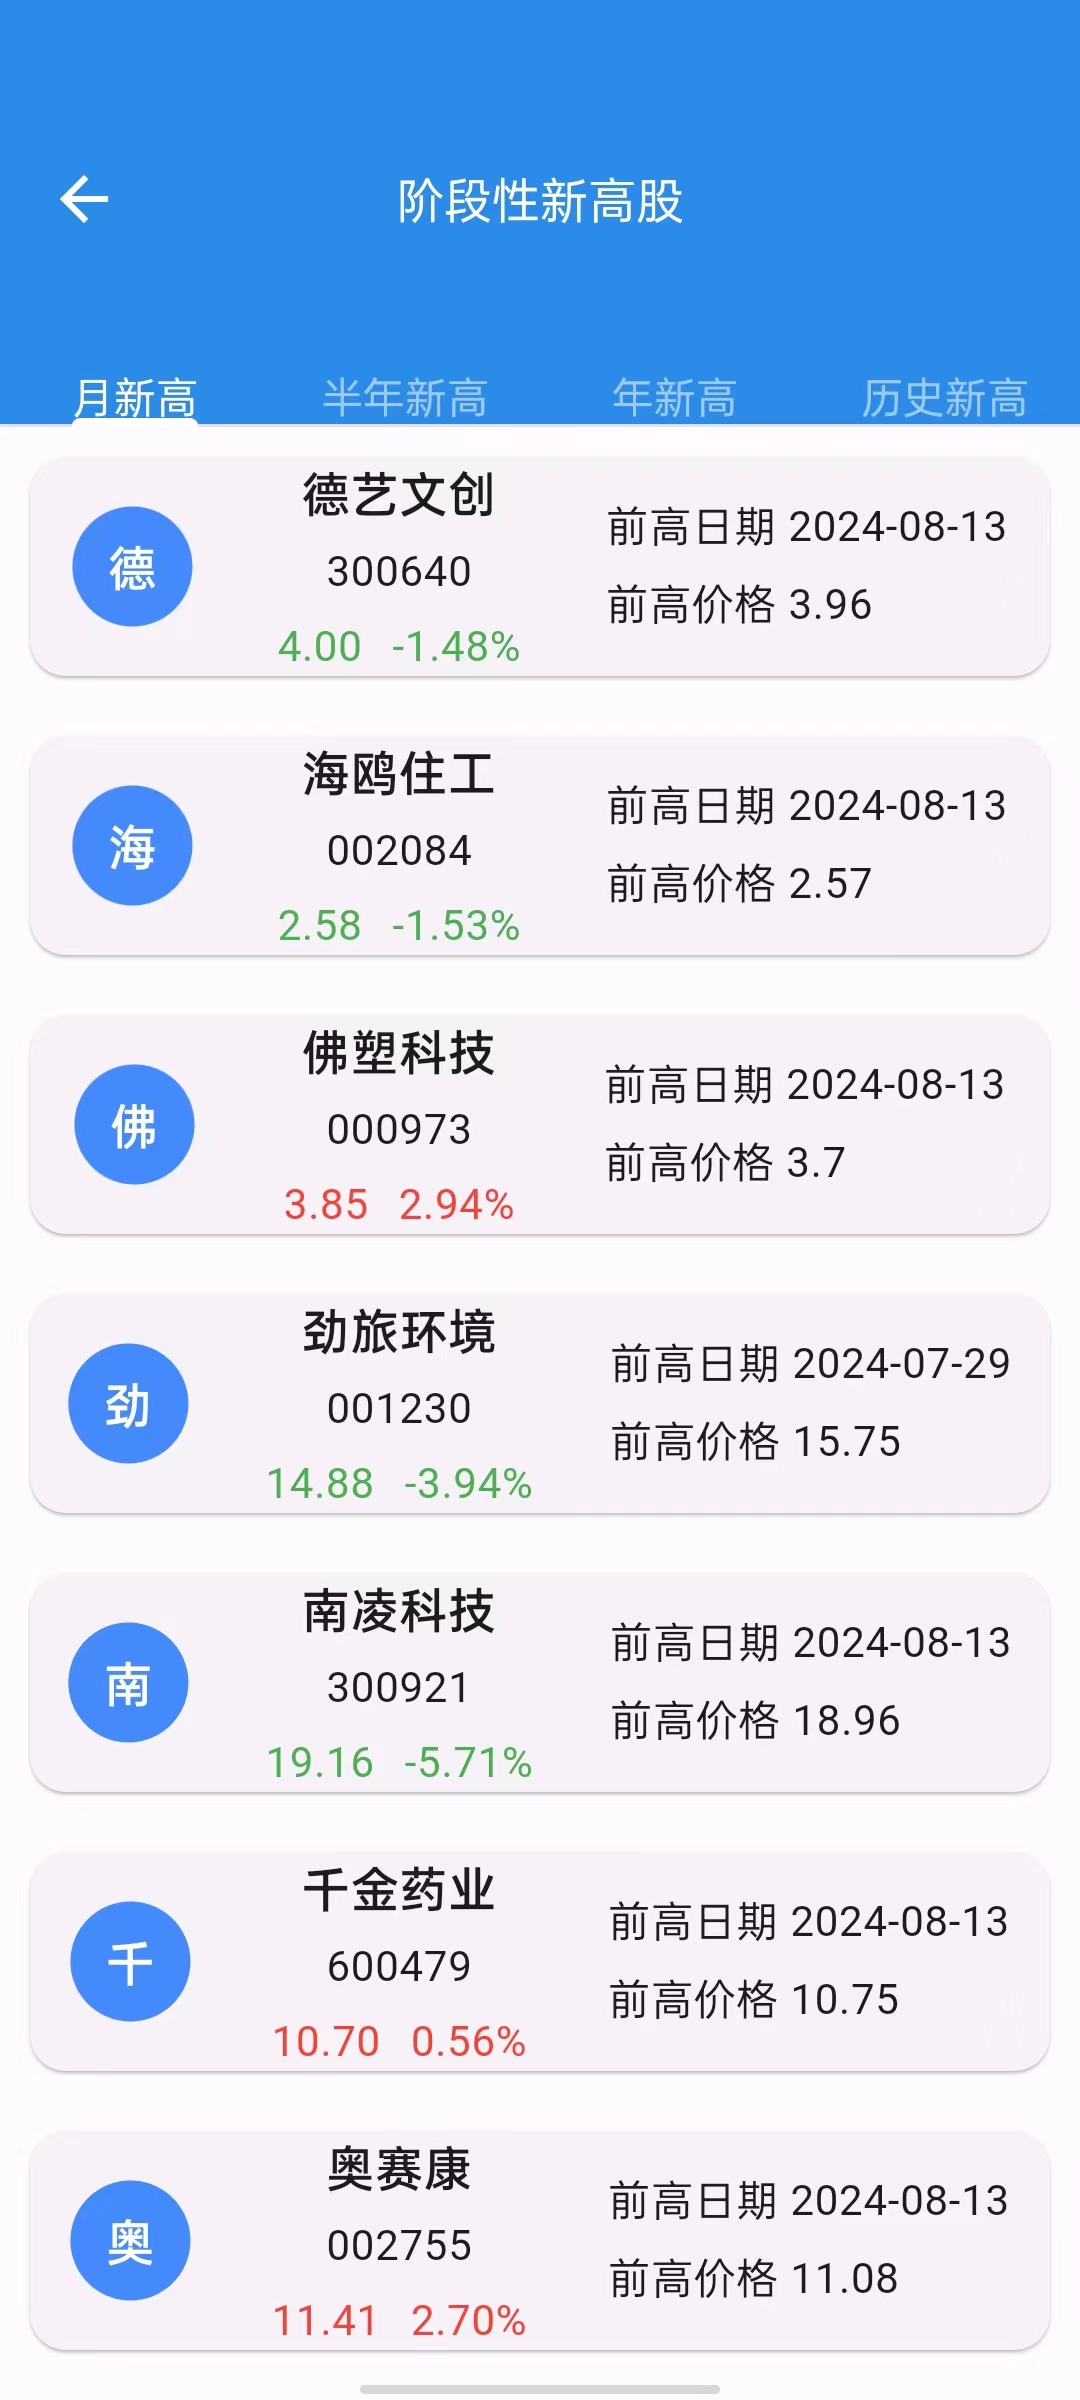 阶段性新高股
月新高 半年新高 年新高 历史新高
德
德艺文创
300640
4.00 -1.48%
前高日期 2024-08-13
前高价格 3.96
海
海鸥住工
002084
2.58 -1.53%
前高日期 2024-08-13
前高价格 2.57
佛
佛塑科技
000973
3.85 2.94%
前高日期 2024-08-13
前高价格 3.7
劲
劲旅环境
001230
14.88 -3.94%
前高日期 2024-07-29
前高价格 15.75
南
南凌科技
300921
19.16 -5.71%
前高日期 2024-08-13
前高价格 18.96
千
千金药业
600479
10.70 0.56%
前高日期 2024-08-13
前高价格 10.75
奥
奥赛康
002755
11.41 2.70%
前高日期 2024-08-13
前高价格 11.08